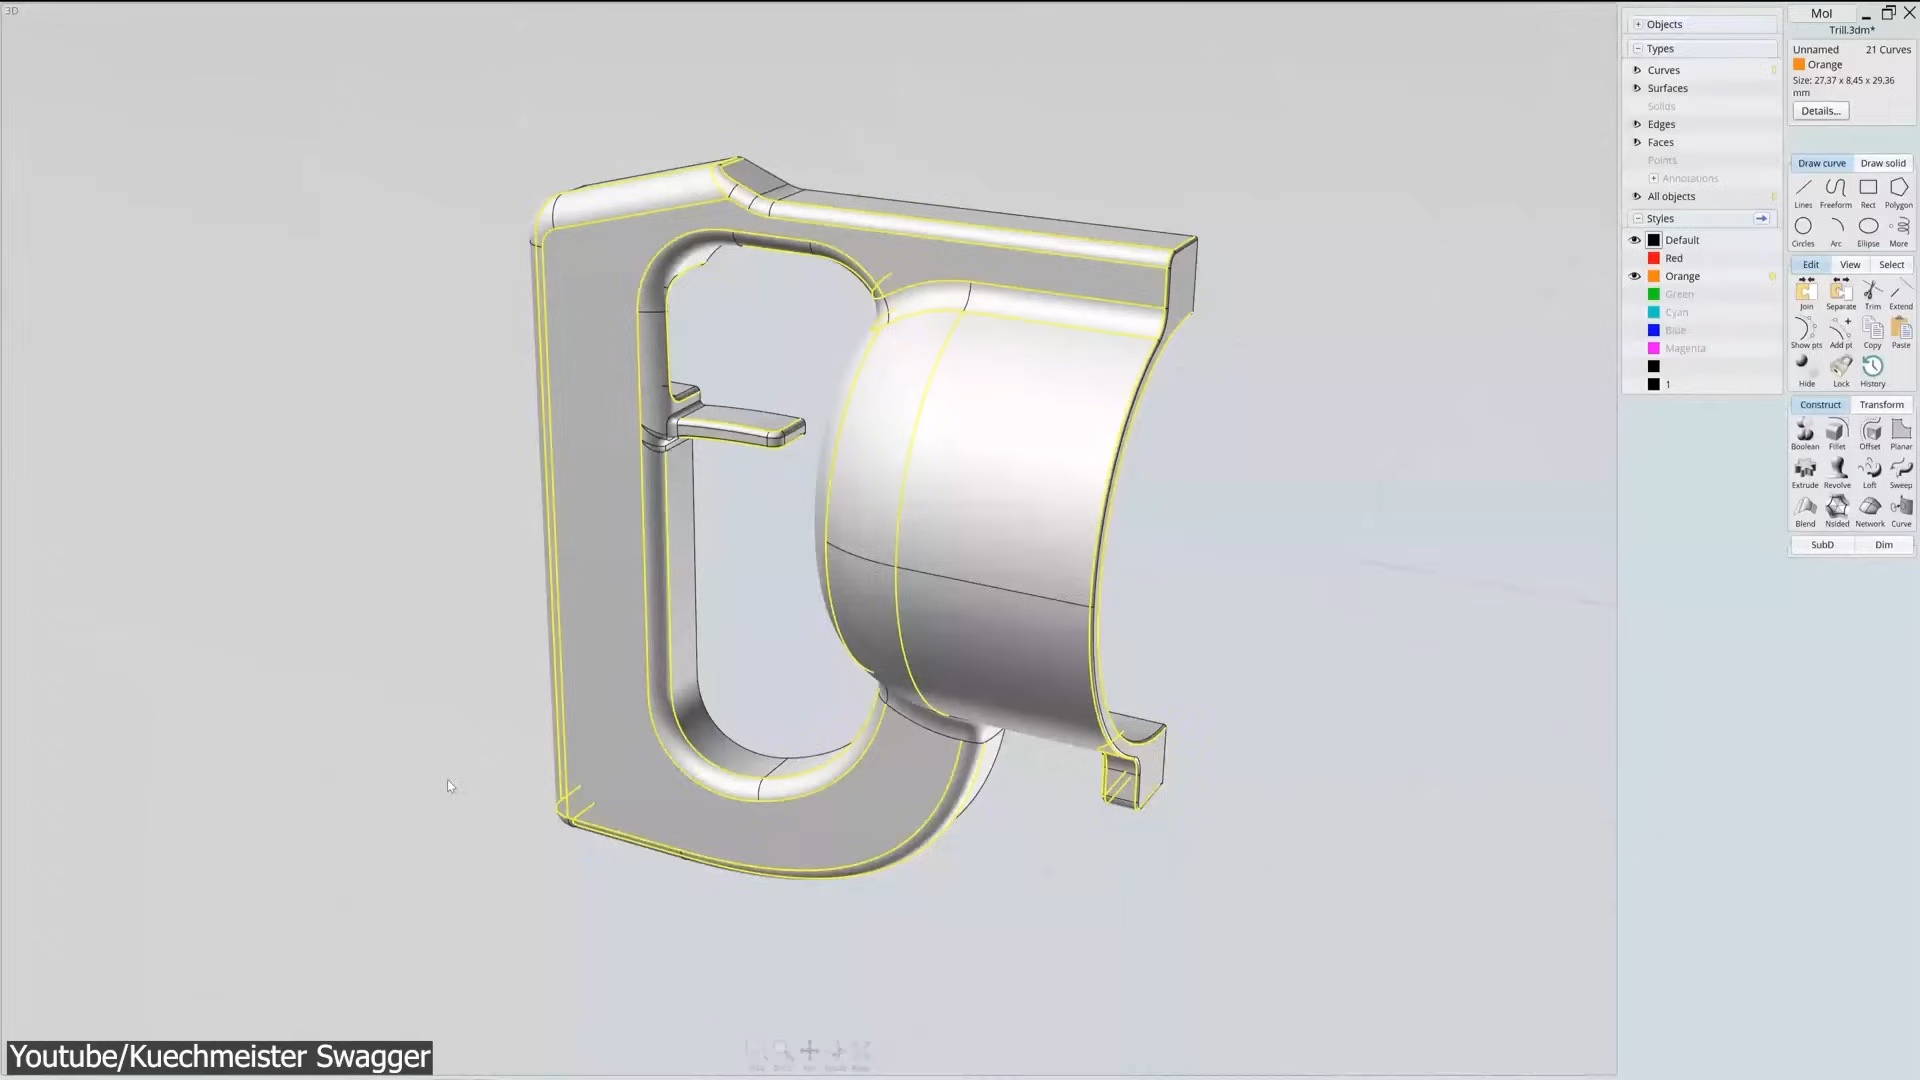 3D
Objects
Types
Curves
Surfaces
Solids
Edges
Faces
Points
Annotations
All objects
Styles
Default
Red
Orange
Green
Cyan
Blue
Magenta
1
MoI
Trill.3dm*
Unnamed 21 Curves
Orange
Size: 27,37 x 8,45 x 29,36
mm
Details...
Draw curve Draw solid
Lines Freeform Rect Polygon
Circles Arc Ellipse More
Edit View Select
Join Separate Trim Extend
Show pts Add pt Copy Paste
Hide Lock History
Construct Transform
Boolean Fillet Offset Planar
Extrude Revolve Loft Sweep
Blend Nsided Network Curve
SubD Dim
Youtube/Kuechmeister Swagger